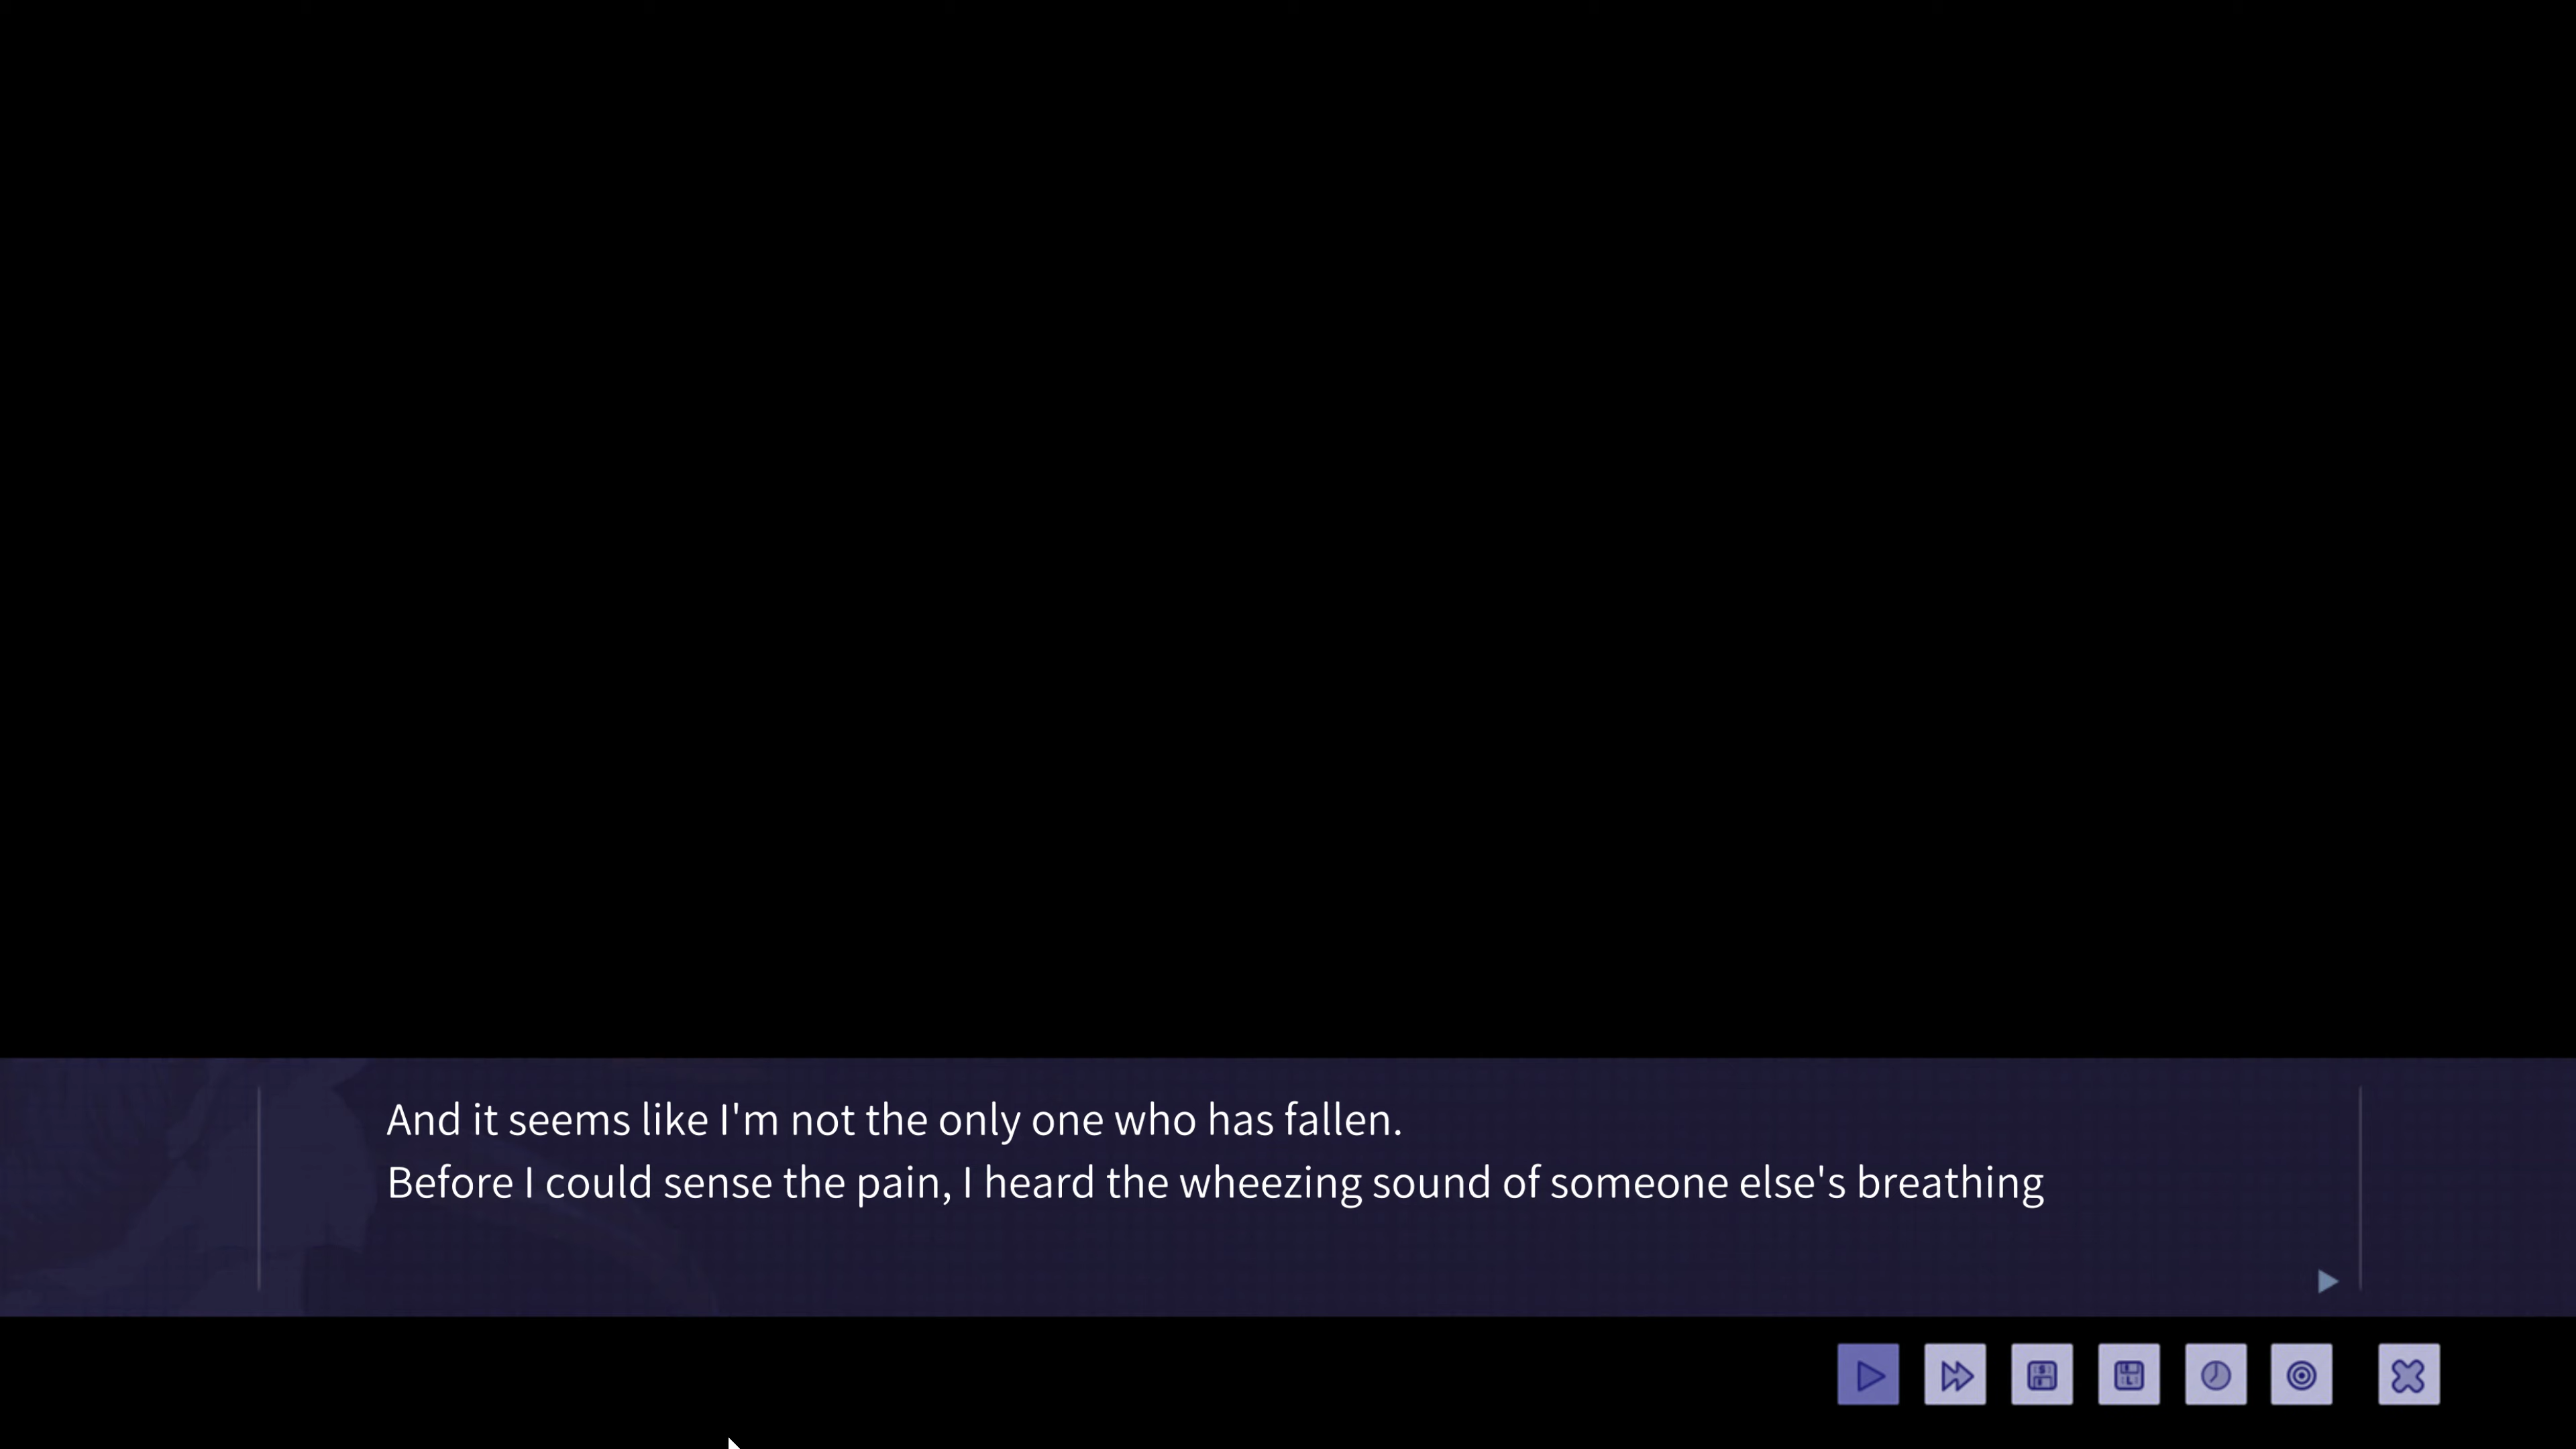 And it seems like I'm not the only one who has fallen.
Before I could sense the pain, I heard the wheezing sound of someone else's breathing